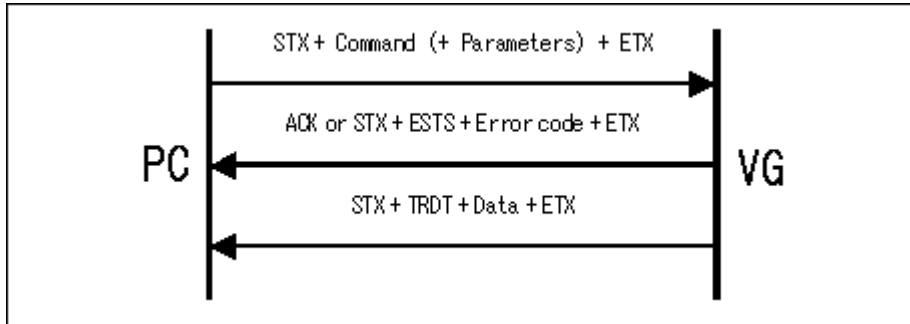 STX + Command (+ Parameters) + ETX
ACK or STX + ESTS + Error code + ETX
PC
VG
STX + TRDT + Data + ETX